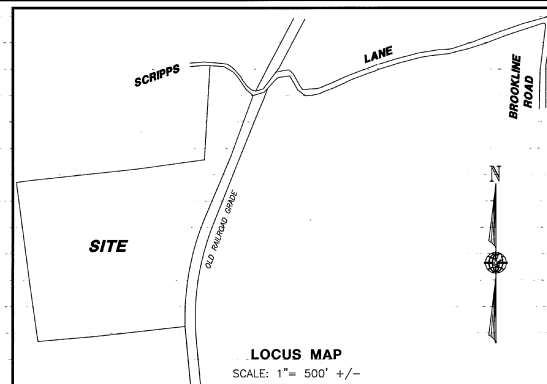 SCRIPPS
LANE
BROOKLINE
ROAD
N
OLD RAILROAD GRADE
SITE
LOCUS MAP
SCALE: 1"= 500' +/-